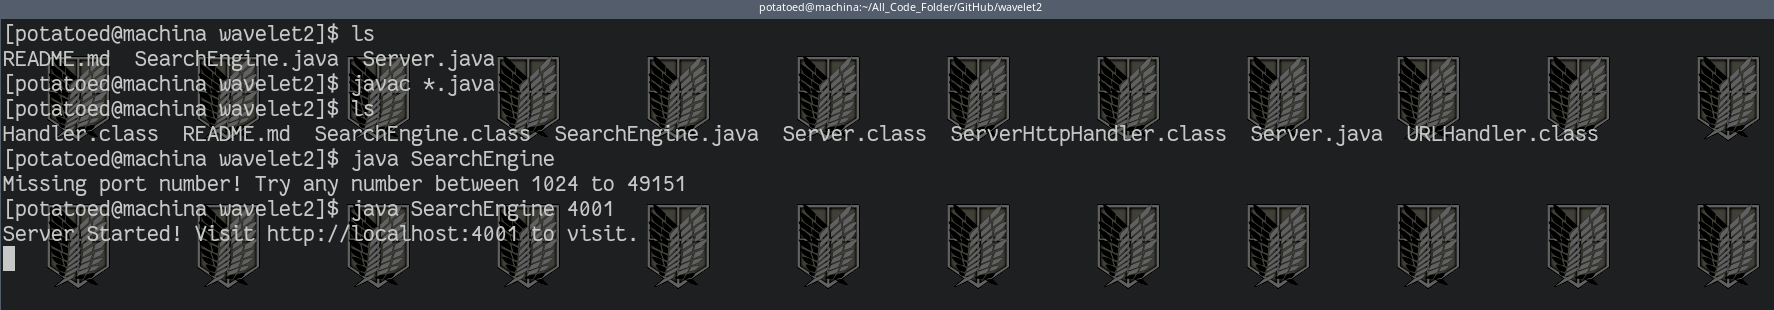 potatoed@machina:~/All_Code_Folder/GitHub/wavelet2
[potatoed@machina wavelet2]$ ls
README.md  SearchEngine.java  Server.java
[potatoed@machina wavelet2]$ javac *.java
[potatoed@machina wavelet2]$ ls
Handler.class  README.md  SearchEngine.class  SearchEngine.java  Server.class  ServerHttpHandler.class  Server.java  URLHandler.class
[potatoed@machina wavelet2]$ java SearchEngine
Missing port number! Try any number between 1024 to 49151
[potatoed@machina wavelet2]$ java SearchEngine 4001
Server Started! Visit http://localhost:4001 to visit.